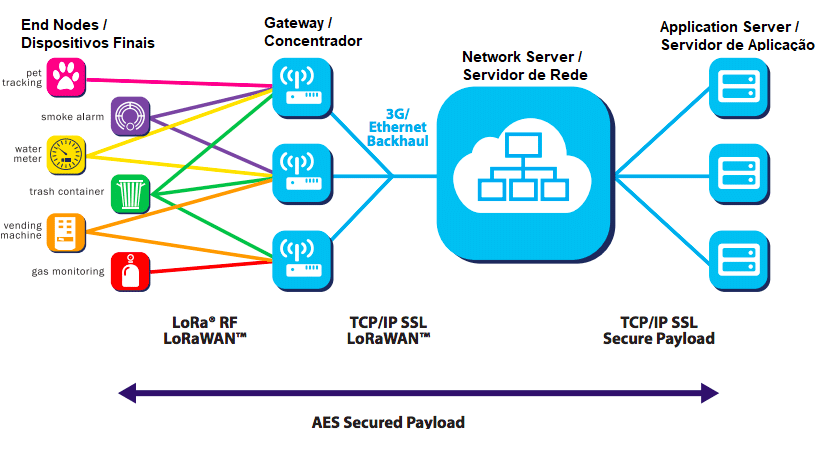 End Nodes /
Dispositivos Finais
Gateway /
Concentrador
Network Server /
Servidor de Rede
Application Server /
Servidor de Aplicação
pet
tracking
smoke alarm
water
meter
trash container
vending
machine
gas monitoring
3G/
Ethernet
Backhaul
LoRa® RF
LoRaWAN™
TCP/IP SSL
LoRaWAN™
TCP/IP SSL
Secure Payload
AES Secured Payload